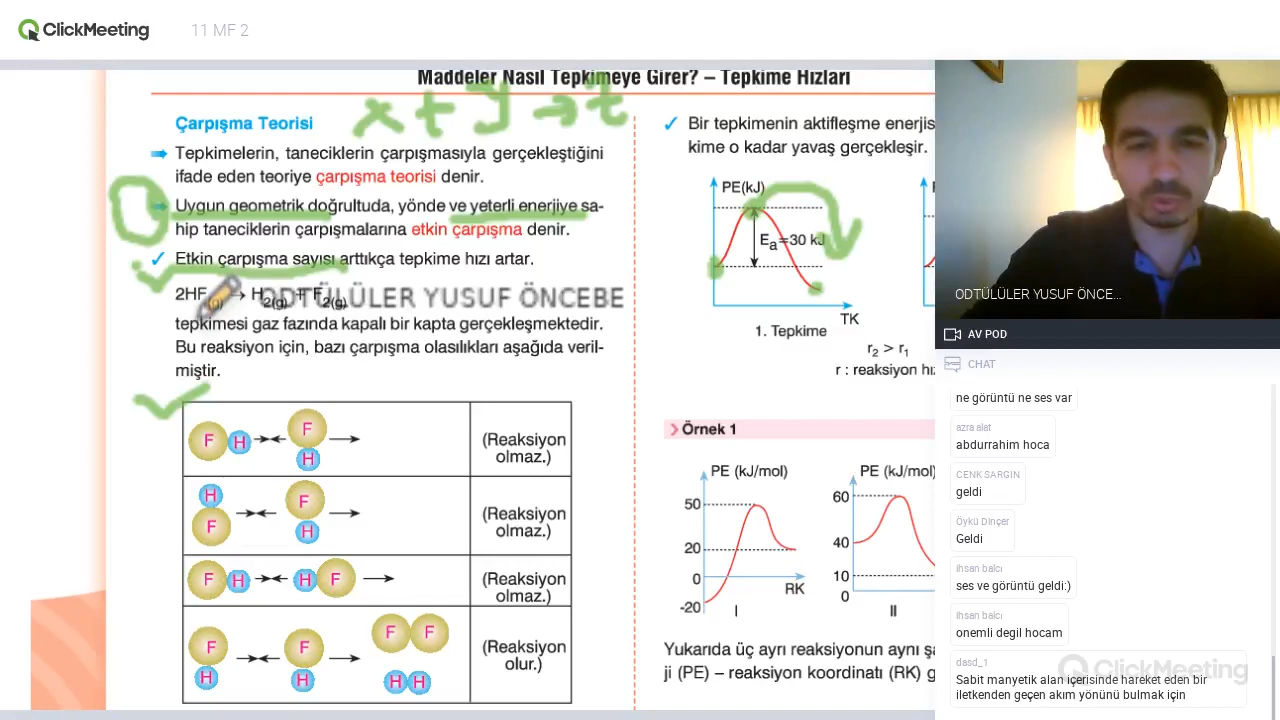 ClickMeeting
11 MF 2
Maddeler Nasıl Tepkimeye Girer? – Tepkime Hızları
x + y → z
Çarpışma Teorisi
Tepkimelerin, taneciklerin çarpışmasıyla gerçekleştiğini
ifade eden teoriye çarpışma teorisi denir.
Uygun geometrik doğrultuda, yönde ve yeterli enerjiye sa-
hip taneciklerin çarpışmalarına etkin çarpışma denir.
✓ Etkin çarpışma sayısı arttıkça tepkime hızı artar.
2HF(g) → H2(g) + F2(g)
ODTÜLÜLER YUSUF ÖNCEBE
tepkimesi gaz fazında kapalı bir kapta gerçekleşmektedir.
Bu reaksiyon için, bazı çarpışma olasılıkları aşağıda veril-
miştir.
F H F H
(Reaksiyon
olmaz.)
H F F H
(Reaksiyon
olmaz.)
F H H F
(Reaksiyon
olmaz.)
F H F H F F H H
(Reaksiyon
olur.)
✓ Bir tepkimenin aktifleşme enerjis
kime o kadar yavaş gerçekleşir.
PE(kJ)
Ea=30 kJ
TK
1. Tepkime
r2 > r1
r : reaksiyon hız
Örnek 1
PE (kJ/mol)
50
20
0
-20
RK
I
PE (kJ/mol)
60
40
10
0
II
Yukarıda üç ayrı reaksiyonun aynı şa
ji (PE) – reaksiyon koordinatı (RK) g
ODTÜLÜLER YUSUF ÖNCE...
AV POD
CHAT
ne görüntü ne ses var
azra alat
abdurrahim hoca
CENK SARGIN
geldi
Öykü Dinçer
Geldi
ihsan balcı
ses ve görüntü geldi:)
ihsan balcı
onemli degil hocam
dasd_1
Sabit manyetik alan içerisinde hareket eden bir
iletkenden geçen akım yönünü bulmak için
ClickMeeting